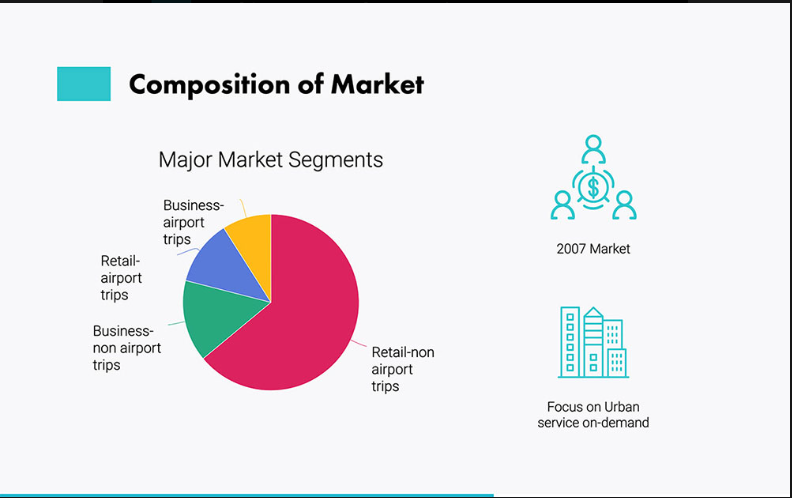 Composition of Market
Major Market Segments
Business-
airport
trips
Retail-
airport
trips
Business-
non airport
trips
Retail-non
airport
trips
$
2007 Market
Focus on Urban
service on-demand